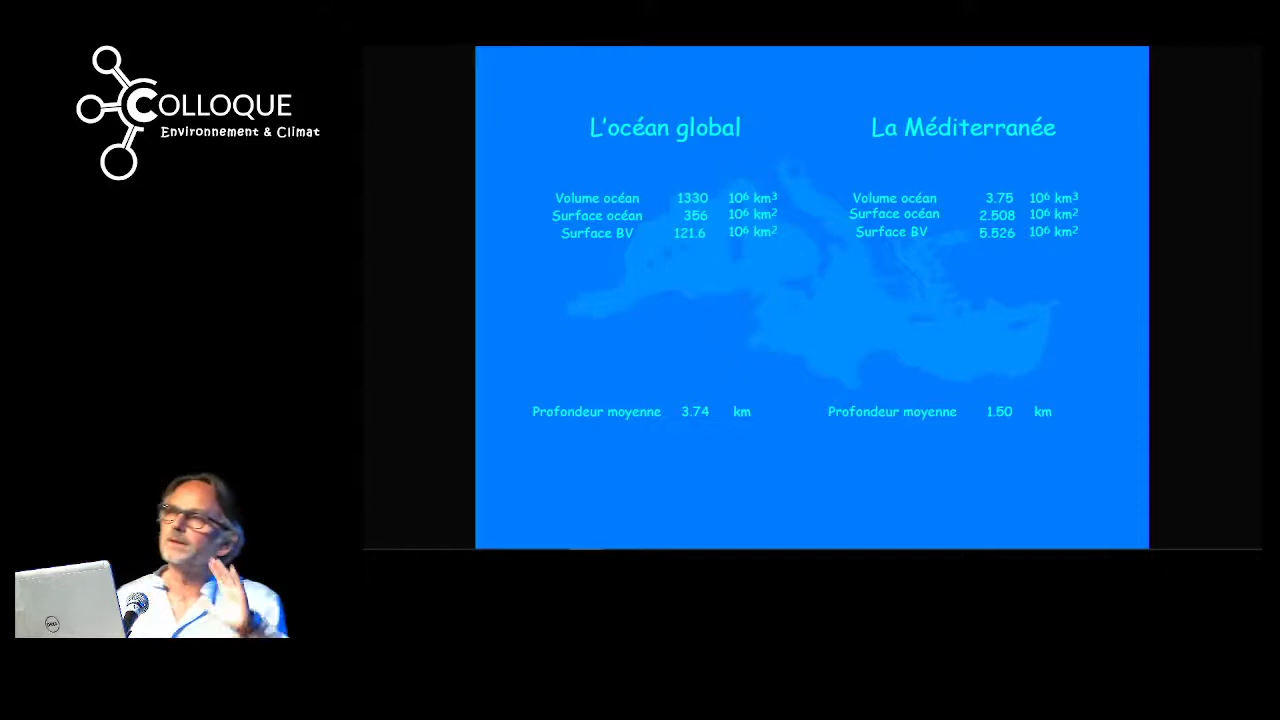 COLLOQUE
Environnement & Climat
L'océan global
Volume océan 1330 10⁶ km³
Surface océan 356 10⁶ km²
Surface BV 121.6 10⁶ km²
Profondeur moyenne 3.74 km
La Méditerranée
Volume océan 3.75 10⁶ km³
Surface océan 2.508 10⁶ km²
Surface BV 5.526 10⁶ km²
Profondeur moyenne 1.50 km
DELL